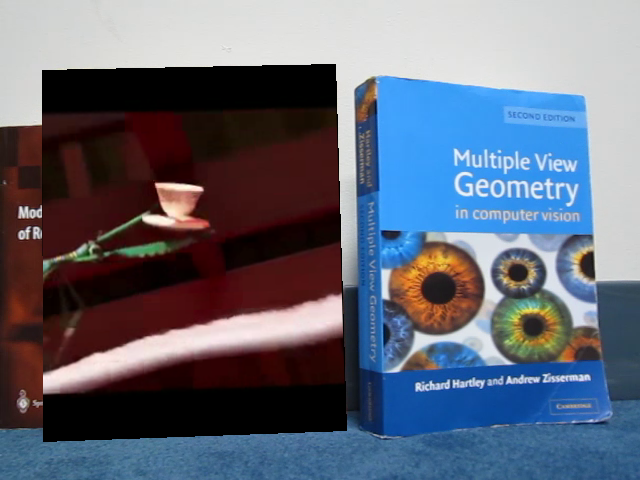 Mod
of Ro
SECOND EDITION
Multiple View
Geometry
in computer vision
Hartley and
Zisserman
Multiple View Geometry
Richard Hartley and Andrew Zisserman
CAMBRIDGE